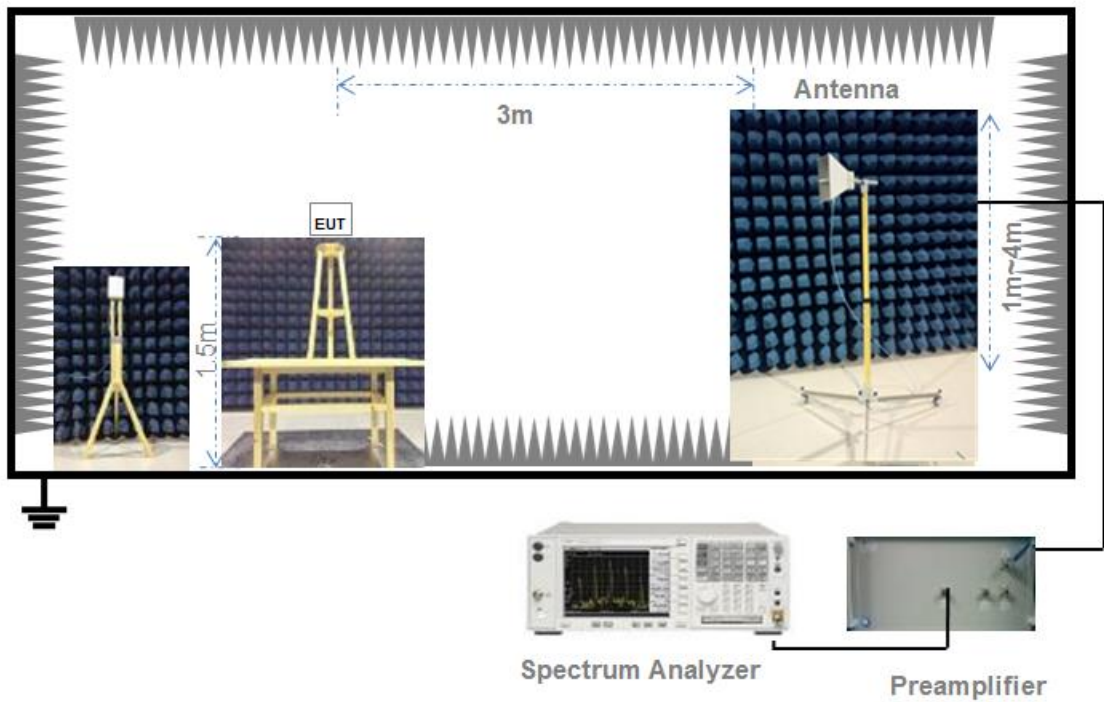 Antenna
3m
EUT
1.5m
1m~4m
Spectrum Analyzer
Preamplifier